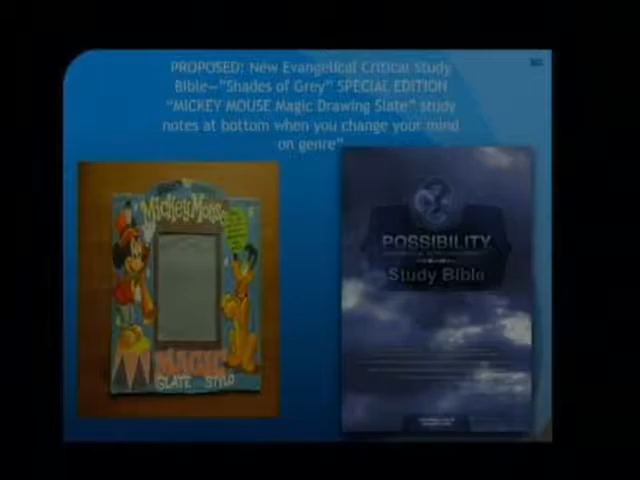 PROPOSED: New Evangelical Critical Study
Bible—"Shades of Grey" SPECIAL EDITION
"MICKEY MOUSE Magic Drawing Slate" study
notes at bottom when you change your mind
on genre"
Mickey Mouse
MAGIC
SLATE STYLO
POSSIBILITY
Study Bible